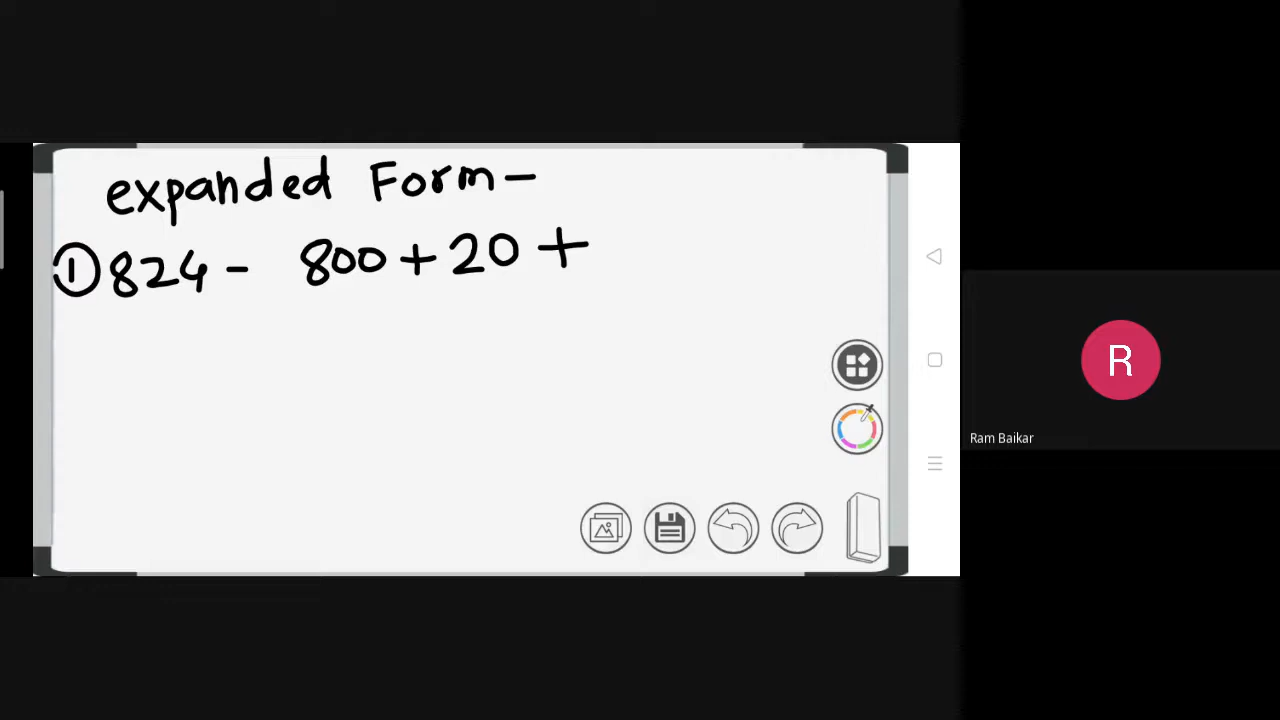 expanded Form-
① 824 - 800 + 20 +
R
Ram Baikar